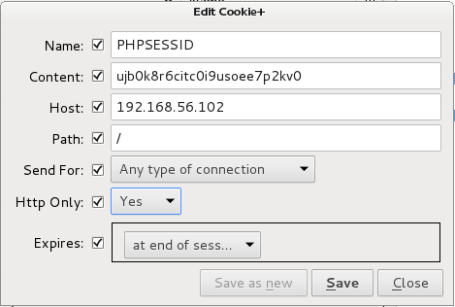 Edit Cookie+
Name: PHPSESSID
Content: ujb0k8r6citc0i9usoee7p2kv0
Host: 192.168.56.102
Path: /
Send For: Any type of connection
Http Only: Yes
Expires: at end of sess...
Save as new Save Close